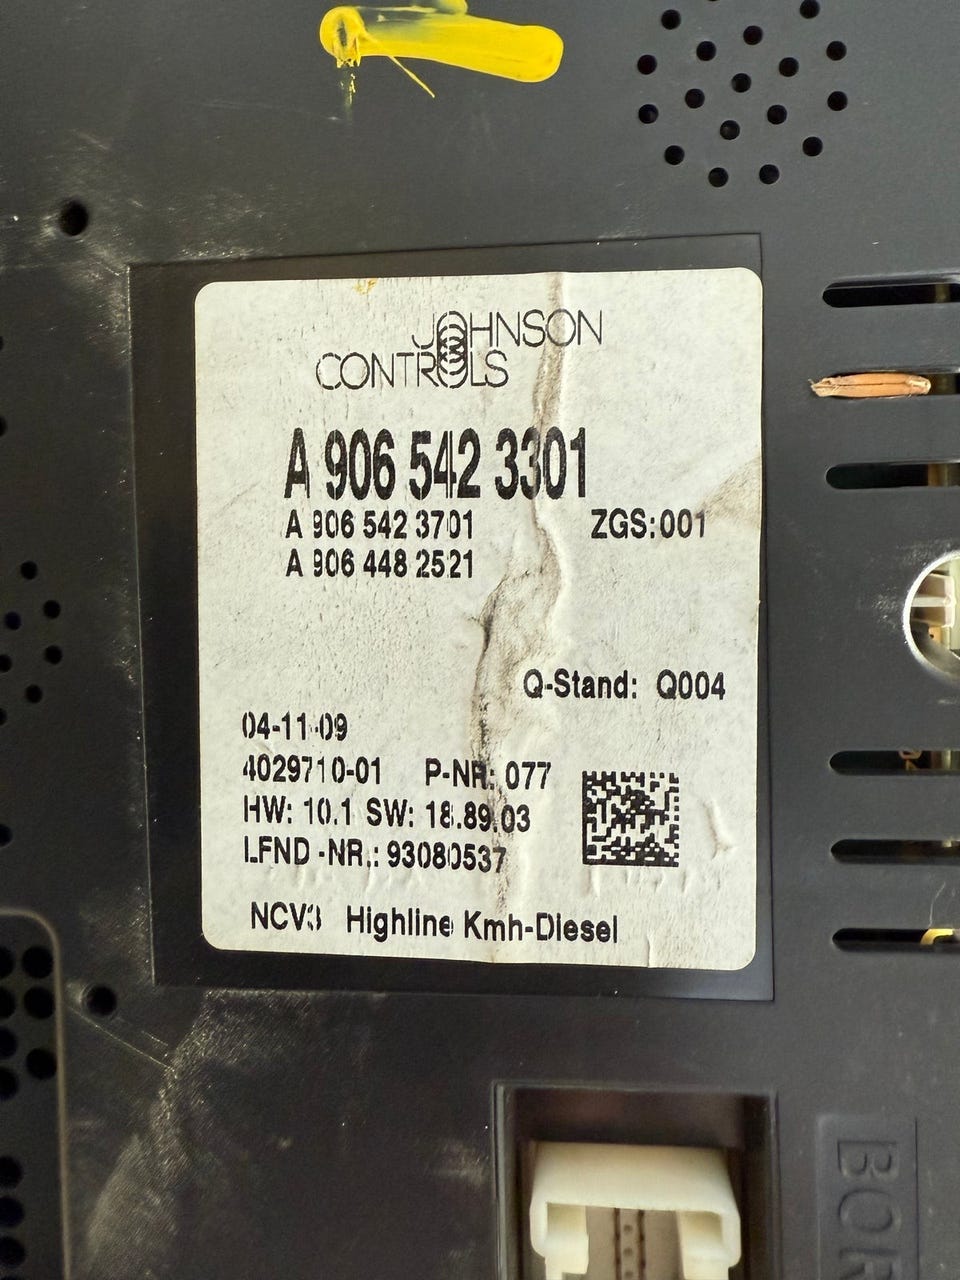 JOHNSON
CONTROLS
A 906 542 3301
A 906 542 3701 ZGS:001
A 906 448 2521
Q-Stand: Q004
04-11-09
4029710-01 P-NR: 077
HW: 10.1 SW: 18.89.03
LFND-NR.: 93080537
NCV3 Highline Kmh-Diesel